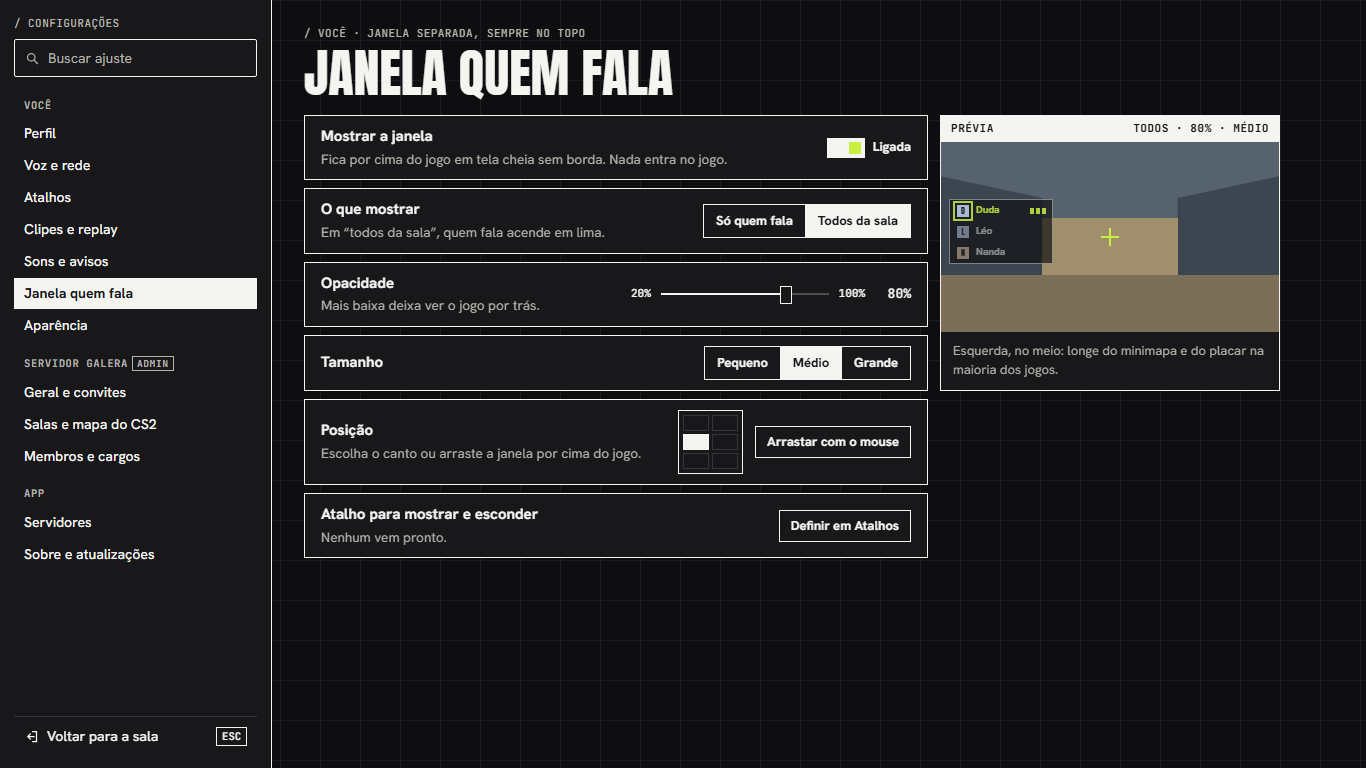 / CONFIGURAÇÕES
Buscar ajuste
VOCÊ
Perfil
Voz e rede
Atalhos
Clipes e replay
Sons e avisos
Janela quem fala
Aparência
SERVIDOR GALERA ADMIN
Geral e convites
Salas e mapa do CS2
Membros e cargos
APP
Servidores
Sobre e atualizações
Voltar para a sala ESC
/ VOCÊ · JANELA SEPARADA, SEMPRE NO TOPO
JANELA QUEM FALA
Mostrar a janela
Fica por cima do jogo em tela cheia sem borda. Nada entra no jogo.
Ligada
O que mostrar
Em “todos da sala”, quem fala acende em lima.
Só quem fala Todos da sala
Opacidade
Mais baixa deixa ver o jogo por trás.
20% 100% 80%
Tamanho
Pequeno Médio Grande
Posição
Escolha o canto ou arraste a janela por cima do jogo.
Arrastar com o mouse
Atalho para mostrar e esconder
Nenhum vem pronto.
Definir em Atalhos
PRÉVIA TODOS · 80% · MÉDIO
D Duda
L Léo
N Nanda
Esquerda, no meio: longe do minimapa e do placar na
maioria dos jogos.